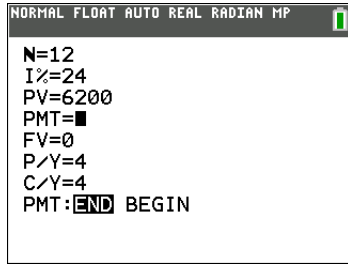 NORMAL FLOAT AUTO REAL RADIAN MP
N=12
I%=24
PV=6200
PMT=
FV=0
P/Y=4
C/Y=4
PMT:END BEGIN